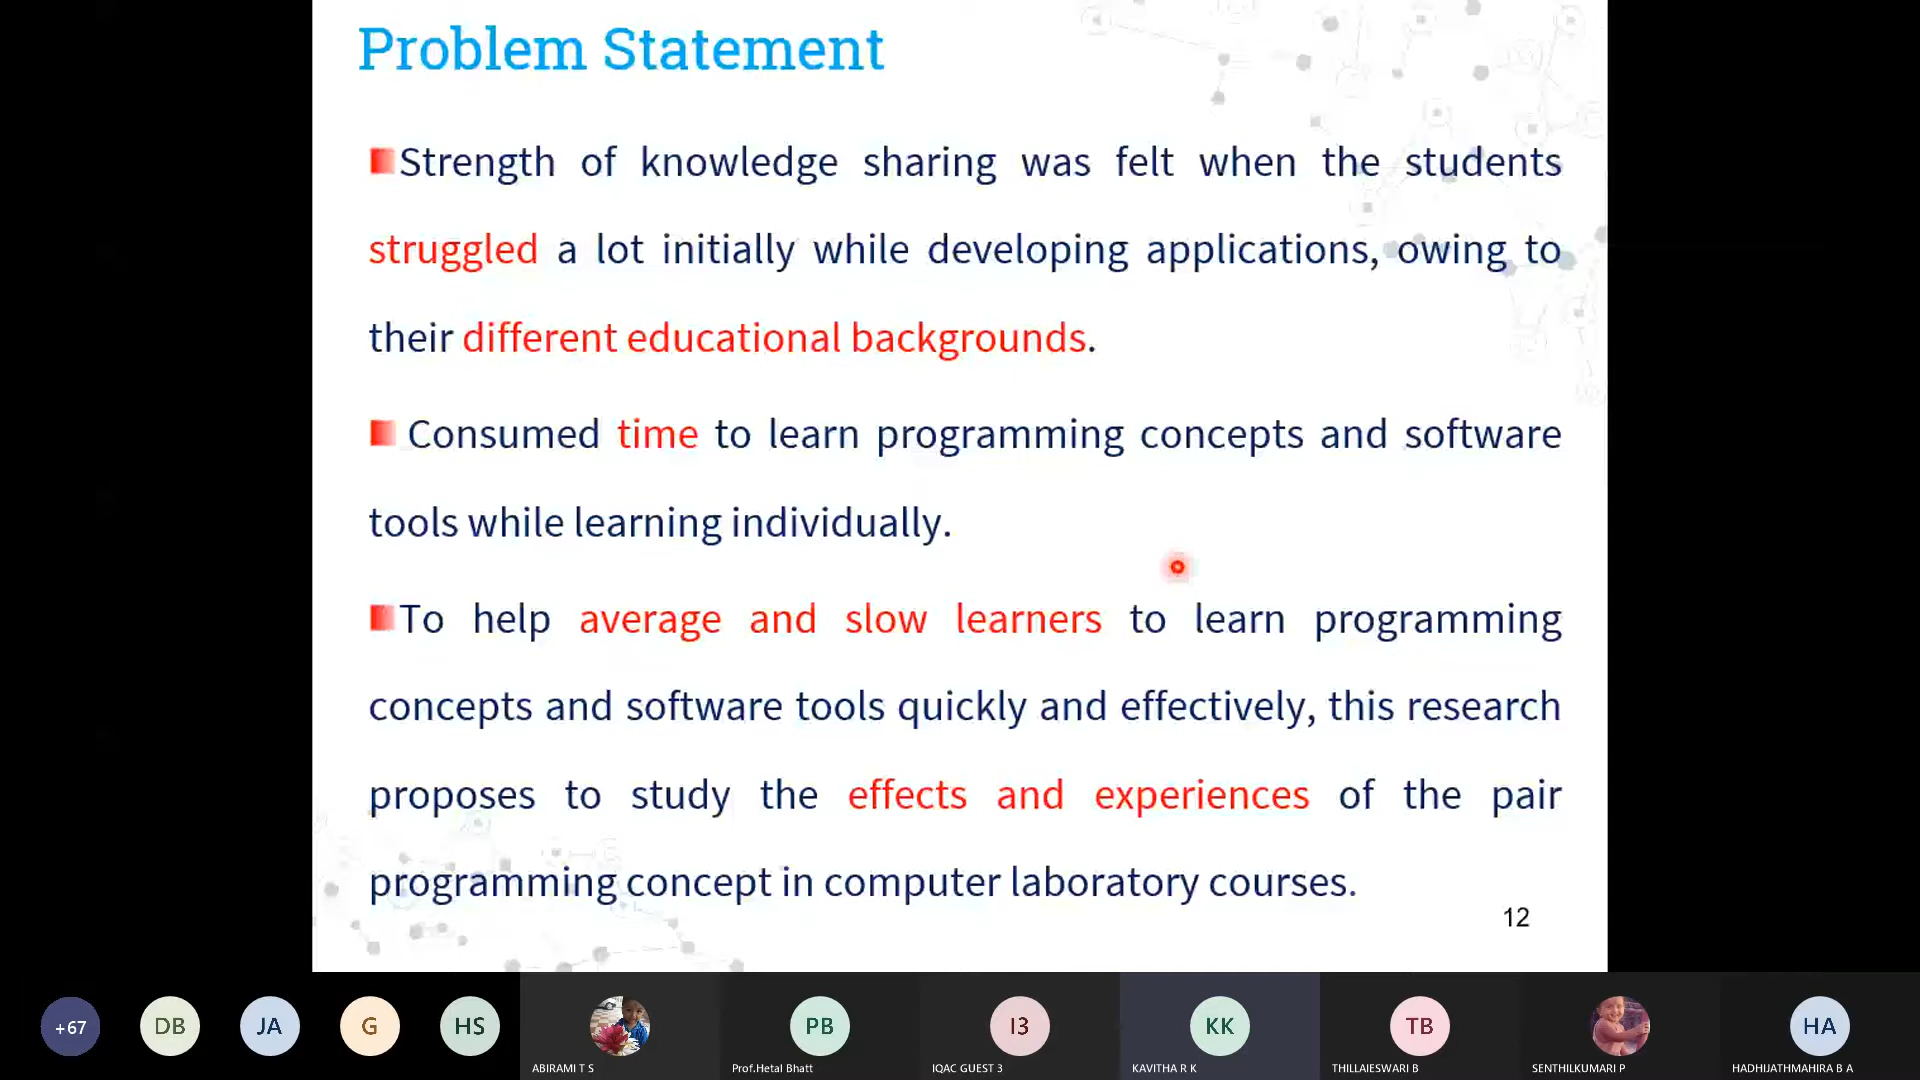 Problem Statement
Strength of knowledge sharing was felt when the students
struggled a lot initially while developing applications, owing to
their different educational backgrounds.
Consumed time to learn programming concepts and software
tools while learning individually.
To help average and slow learners to learn programming
concepts and software tools quickly and effectively, this research
proposes to study the effects and experiences of the pair
programming concept in computer laboratory courses.
12
+67 DB JA G HS PB I3 KK TB HA
ABIRAMI T S Prof.Hetal Bhatt IQAC GUEST 3 KAVITHA R K THILLAIESWARI B SENTHILKUMARI P HADHIJATHMAHIRA B A